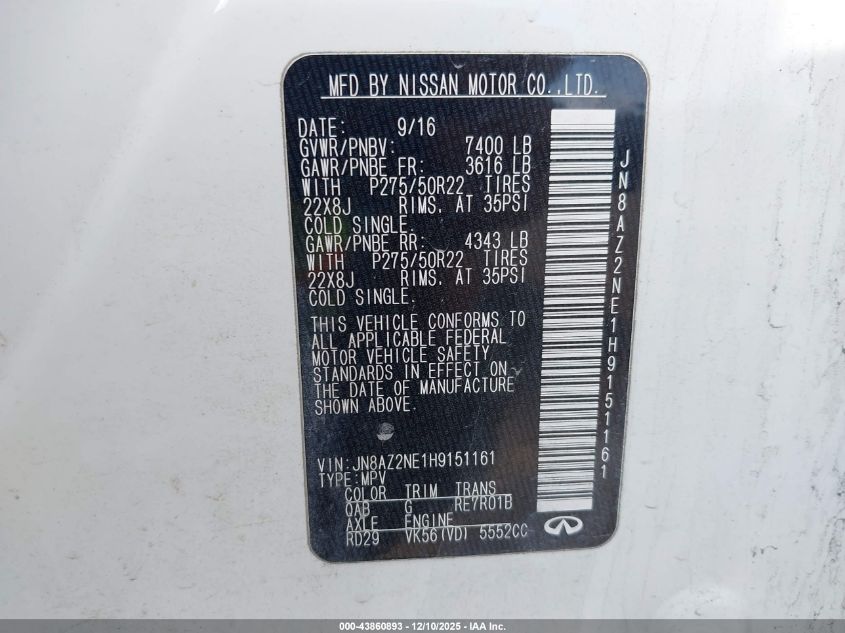 MFD BY NISSAN MOTOR CO.,LTD.
DATE: 9/16
GVWR/PNBV: 7400 LB
GAWR/PNBE FR: 3616 LB
WITH P275/50R22 TIRES
22X8J RIMS, AT 35PSI
COLD SINGLE.
GAWR/PNBE RR: 4343 LB
WITH P275/50R22 TIRES
22X8J RIMS, AT 35PSI
COLD SINGLE.
THIS VEHICLE CONFORMS TO
ALL APPLICABLE FEDERAL
MOTOR VEHICLE SAFETY
STANDARDS IN EFFECT ON
THE DATE OF MANUFACTURE
SHOWN ABOVE.
VIN:JN8AZ2NE1H9151161
TYPE:MPV
COLOR TRIM TRANS
QAB G RE7R01B
AXLE ENGINE
RD29 VK56(VD) 5552CC
JN8AZ2NE1H9151161
000-43860893 - 12/10/2025 - IAA Inc.